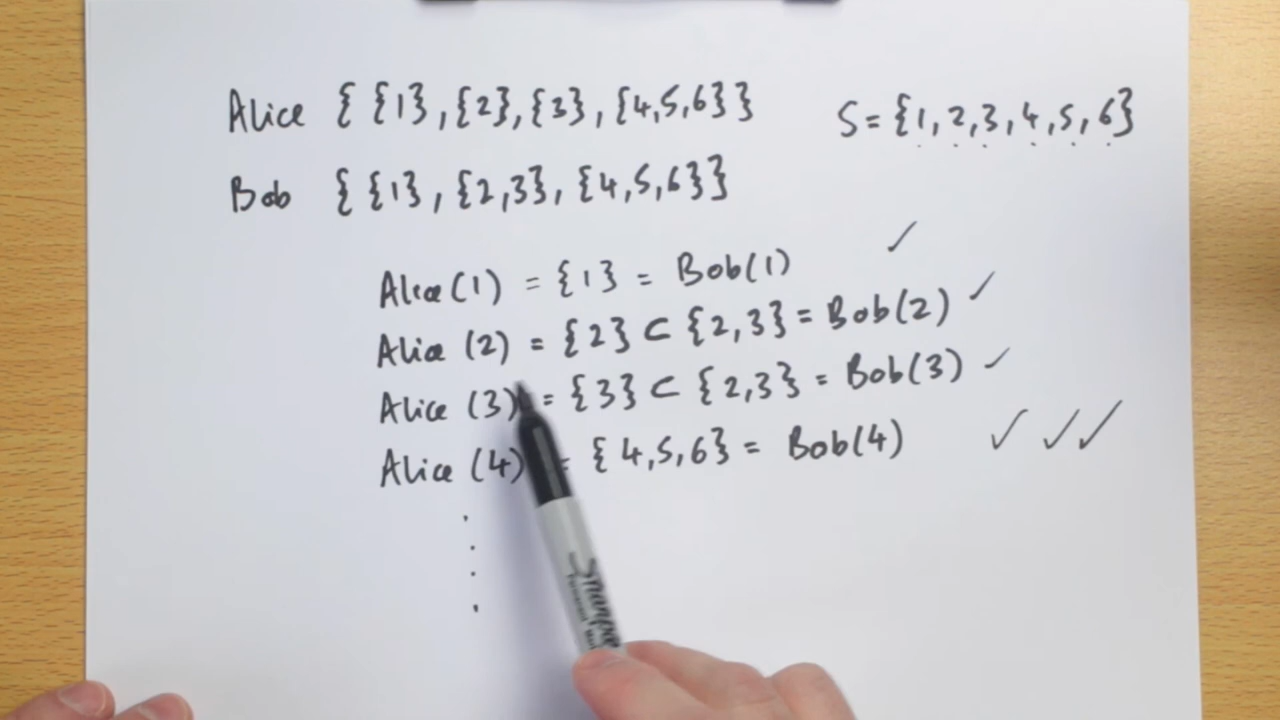 Alice { {1}, {2}, {3}, {4,5,6} }
S = {1, 2, 3, 4, 5, 6}
Bob { {1}, {2,3}, {4,5,6} }
Alice (1) = {1} = Bob(1) ✓
Alice (2) = {2} ⊂ {2,3} = Bob(2) ✓
Alice (3) = {3} ⊂ {2,3} = Bob(3) ✓
Alice (4) = {4,5,6} = Bob(4) ✓ ✓✓
Sharpie